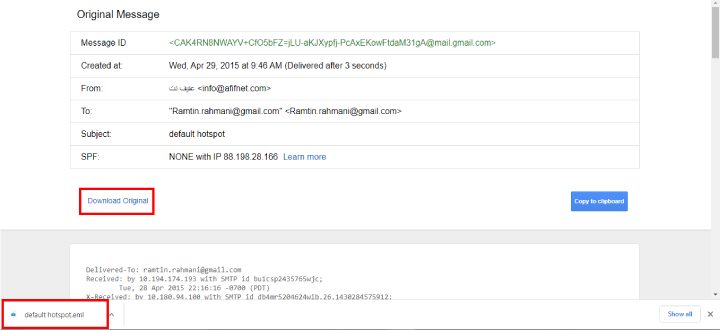 Original Message
Message ID <CAK4RN8NWAYV+CfO5bFZ=jLU-aKJXypfj-PcAxEKowFtdaM31gA@mail.gmail.com>
Created at: Wed, Apr 29, 2015 at 9:46 AM (Delivered after 3 seconds)
From: عفیف نت <info@afifnet.com>
To: "Ramtin.rahmani@gmail.com" <Ramtin.rahmani@gmail.com>
Subject: default hotspot
SPF: NONE with IP 88.198.28.166 Learn more
Download Original Copy to clipboard
Delivered-To: ramtin.rahmani@gmail.com
Received: by 10.194.174.193 with SMTP id buicsp2435765wjc;
Tue, 28 Apr 2015 22:16:16 -0700 (PDT)
X-Received: by 10.180.94.100 with SMTP id db4mr5204624wib.26.1430284575912;
default hotspot.eml Show all